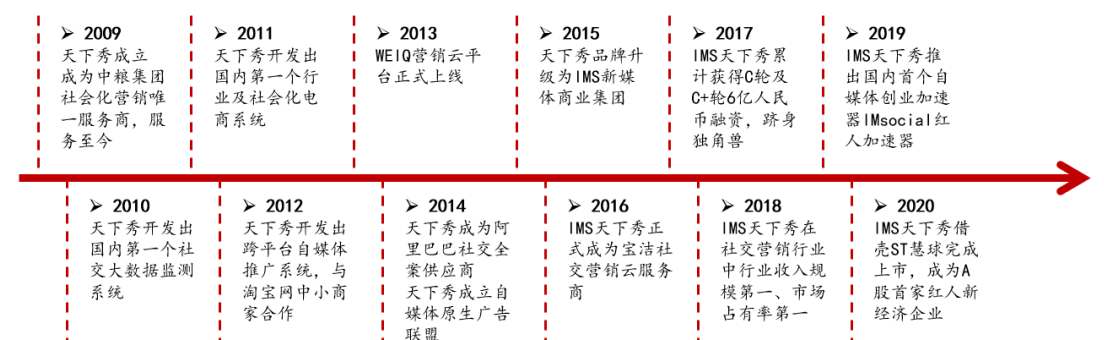 ➢ 2009
天下秀成立
成为中粮集团
社会化营销唯
一服务商，服
务至今
➢ 2011
天下秀开发出
国内第一个行
业及社会化电
商系统
➢ 2013
WEIQ营销云平
台正式上线
➢ 2015
天下秀品牌升
级为IMS新媒
体商业集团
➢ 2017
IMS天下秀累
计获得C轮及
C+轮6亿人民
币融资，跻身
独角兽
➢ 2019
IMS天下秀推
出国内首个自
媒体创业加速
器IMsocial红
人加速器
➢ 2010
天下秀开发出
国内第一个社
交大数据监测
系统
➢ 2012
天下秀开发出
跨平台自媒体
推广系统，与
淘宝网中小商
家合作
➢ 2014
天下秀成为阿
里巴巴社交全
案供应商
天下秀成立自
媒体原生广告
联盟
➢ 2016
IMS天下秀正
式成为宝洁社
交营销云服务
商
➢ 2018
IMS天下秀在
社交营销行业
中行业收入规
模第一、市场
占有率第一
➢ 2020
IMS天下秀借
壳ST慧球完成
上市，成为A
股首家红人新
经济企业